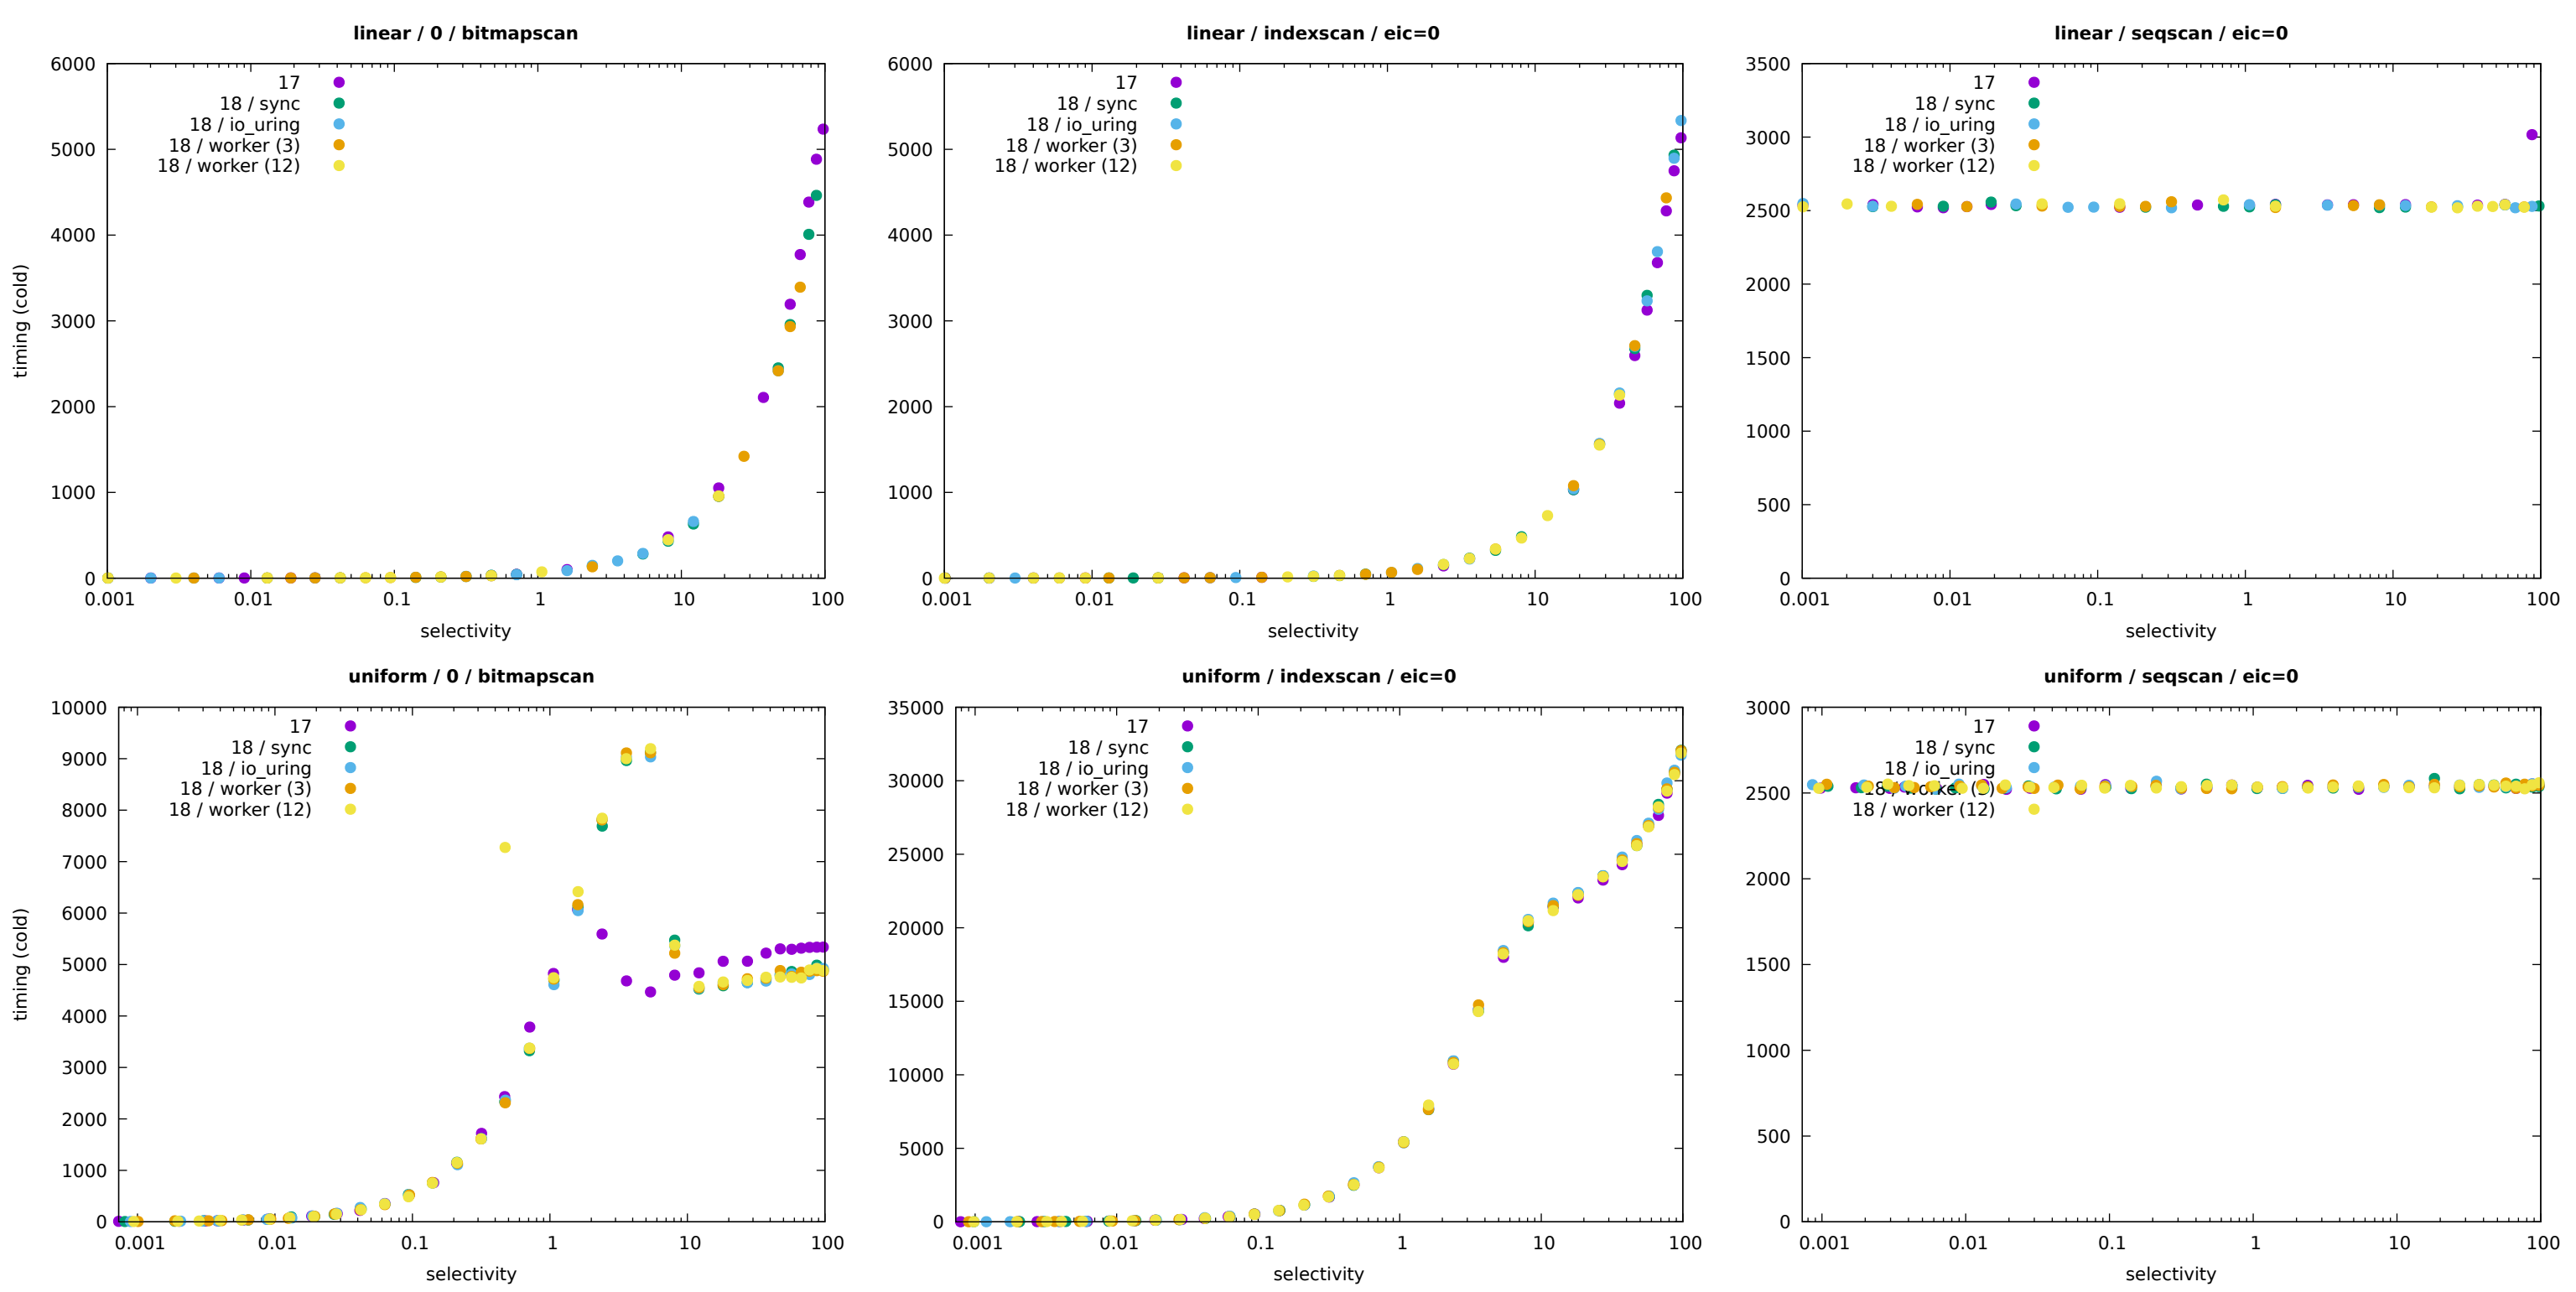 linear / 0 / bitmapscan
timing (cold)
6000
5000
4000
3000
2000
1000
0
17
18 / sync
18 / io_uring
18 / worker (3)
18 / worker (12)
0.001 0.01 0.1 1 10 100
selectivity
linear / indexscan / eic=0
6000
5000
4000
3000
2000
1000
0
17
18 / sync
18 / io_uring
18 / worker (3)
18 / worker (12)
0.001 0.01 0.1 1 10 100
selectivity
linear / seqscan / eic=0
3500
3000
2500
2000
1500
1000
500
0
17
18 / sync
18 / io_uring
18 / worker (3)
18 / worker (12)
0.001 0.01 0.1 1 10 100
selectivity
uniform / 0 / bitmapscan
timing (cold)
10000
9000
8000
7000
6000
5000
4000
3000
2000
1000
0
17
18 / sync
18 / io_uring
18 / worker (3)
18 / worker (12)
0.001 0.01 0.1 1 10 100
selectivity
uniform / indexscan / eic=0
35000
30000
25000
20000
15000
10000
5000
0
17
18 / sync
18 / io_uring
18 / worker (3)
18 / worker (12)
0.001 0.01 0.1 1 10 100
selectivity
uniform / seqscan / eic=0
3000
2500
2000
1500
1000
500
0
17
18 / sync
18 / io_uring
18 / worker (3)
18 / worker (12)
0.001 0.01 0.1 1 10 100
selectivity